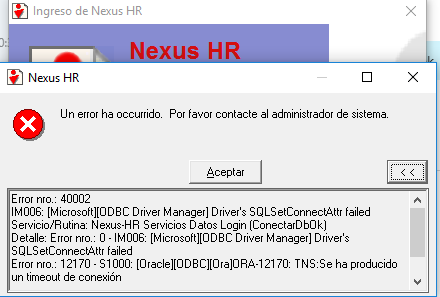 Ingreso de Nexus HR
Nexus HR
Nexus HR
Un error ha occurrido. Por favor contacte al administrador de sistema.
Aceptar
<<
Error nro.: 40002
IM006: [Microsoft][ODBC Driver Manager] Driver's SQLSetConnectAttr failed
Servicio/Rutina: Nexus-HR Servicios Datos Login (ConectarDbOk)
Detalle: Error nro.: 0 - IM006: [Microsoft][ODBC Driver Manager] Driver's
SQLSetConnectAttr failed
Error nro.: 12170 - S1000: [Oracle][ODBC][Ora]ORA-12170: TNS:Se ha producido
un timeout de conexión